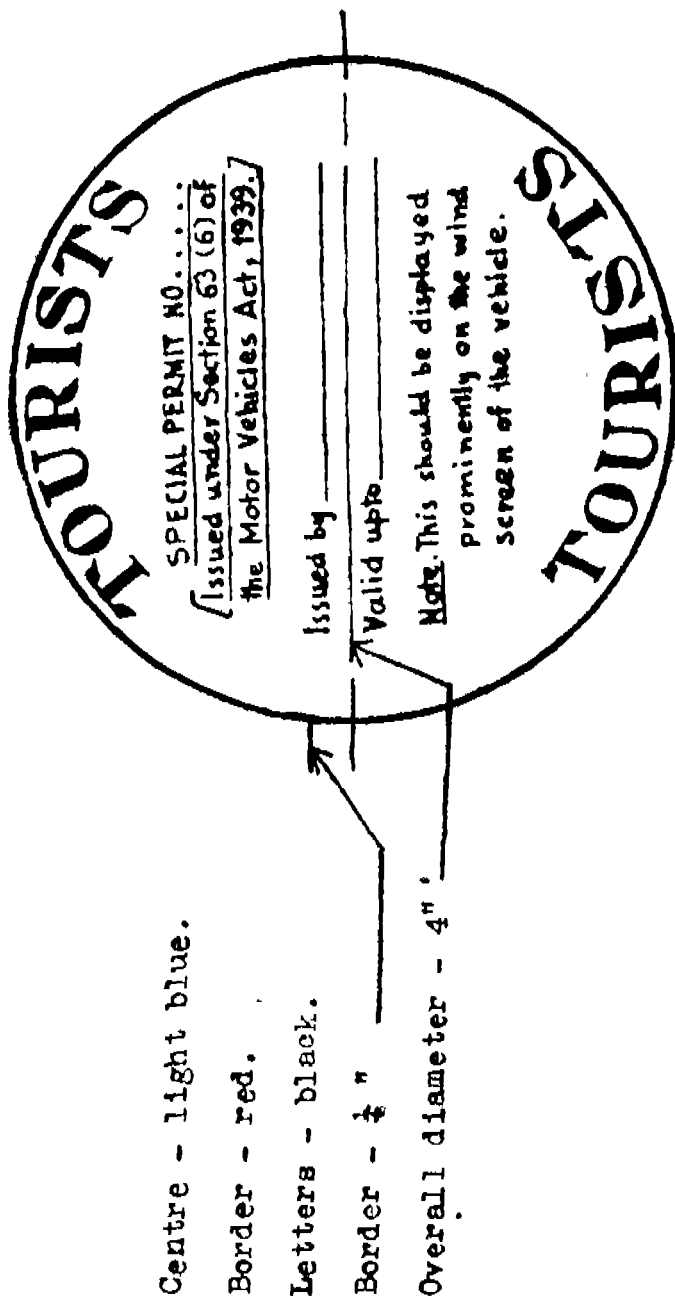 TOURISTS
SPECIAL PERMIT NO......
[Issued under Section 63 (6) of
the Motor Vehicles Act, 1939.]
Issued by
Valid upto
Note. This should be displayed
prominently on the wind
screen of the vehicle.
TOURISTS
Centre - light blue.
Border - red.
Letters - black.
Border - ¼ "
Overall diameter - 4"